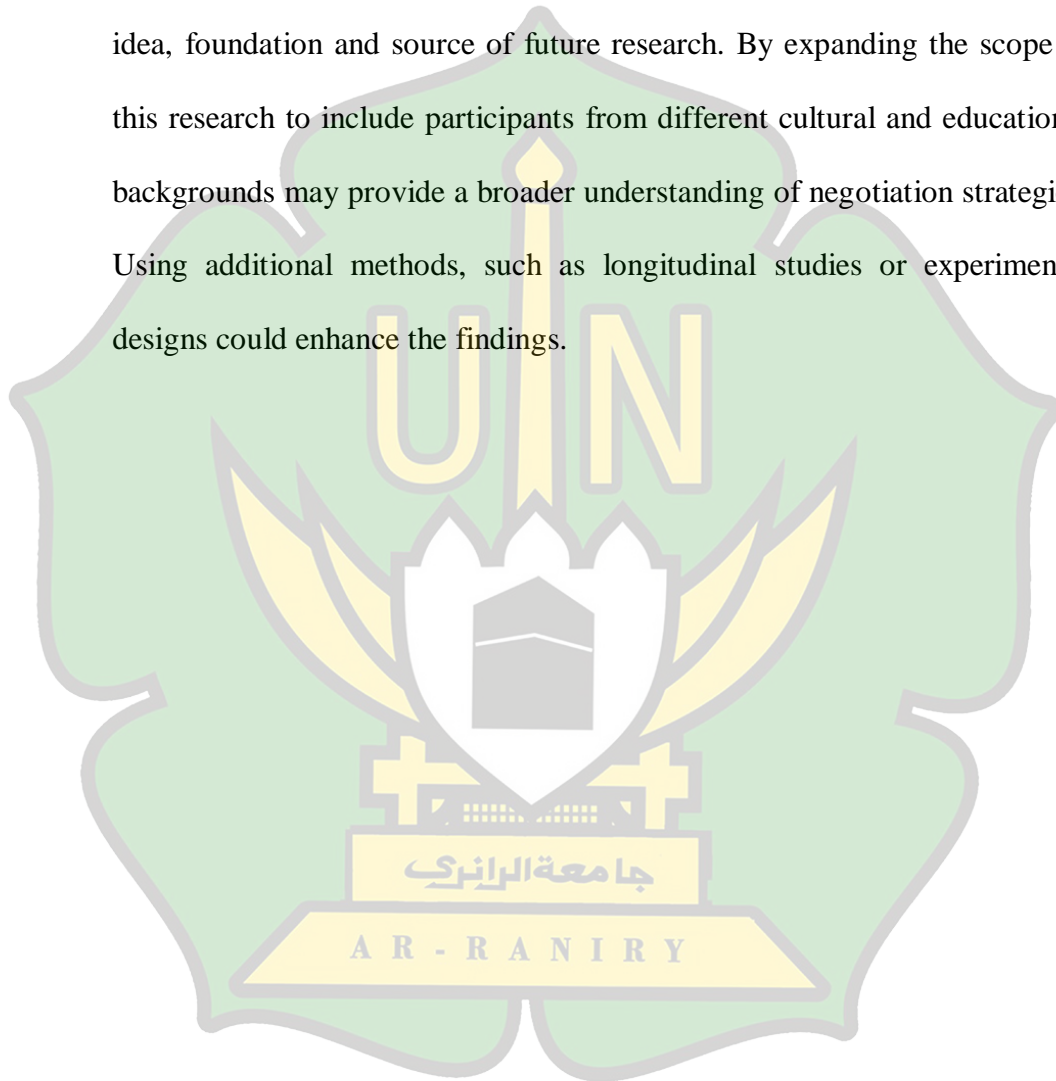 idea, foundation and source of future research. By expanding the scope
this research to include participants from different cultural and education
backgrounds may provide a broader understanding of negotiation strategi
Using additional methods, such as longitudinal studies or experimen
designs could enhance the findings.
UIN
جامعةالرانري
AR-RANIRY